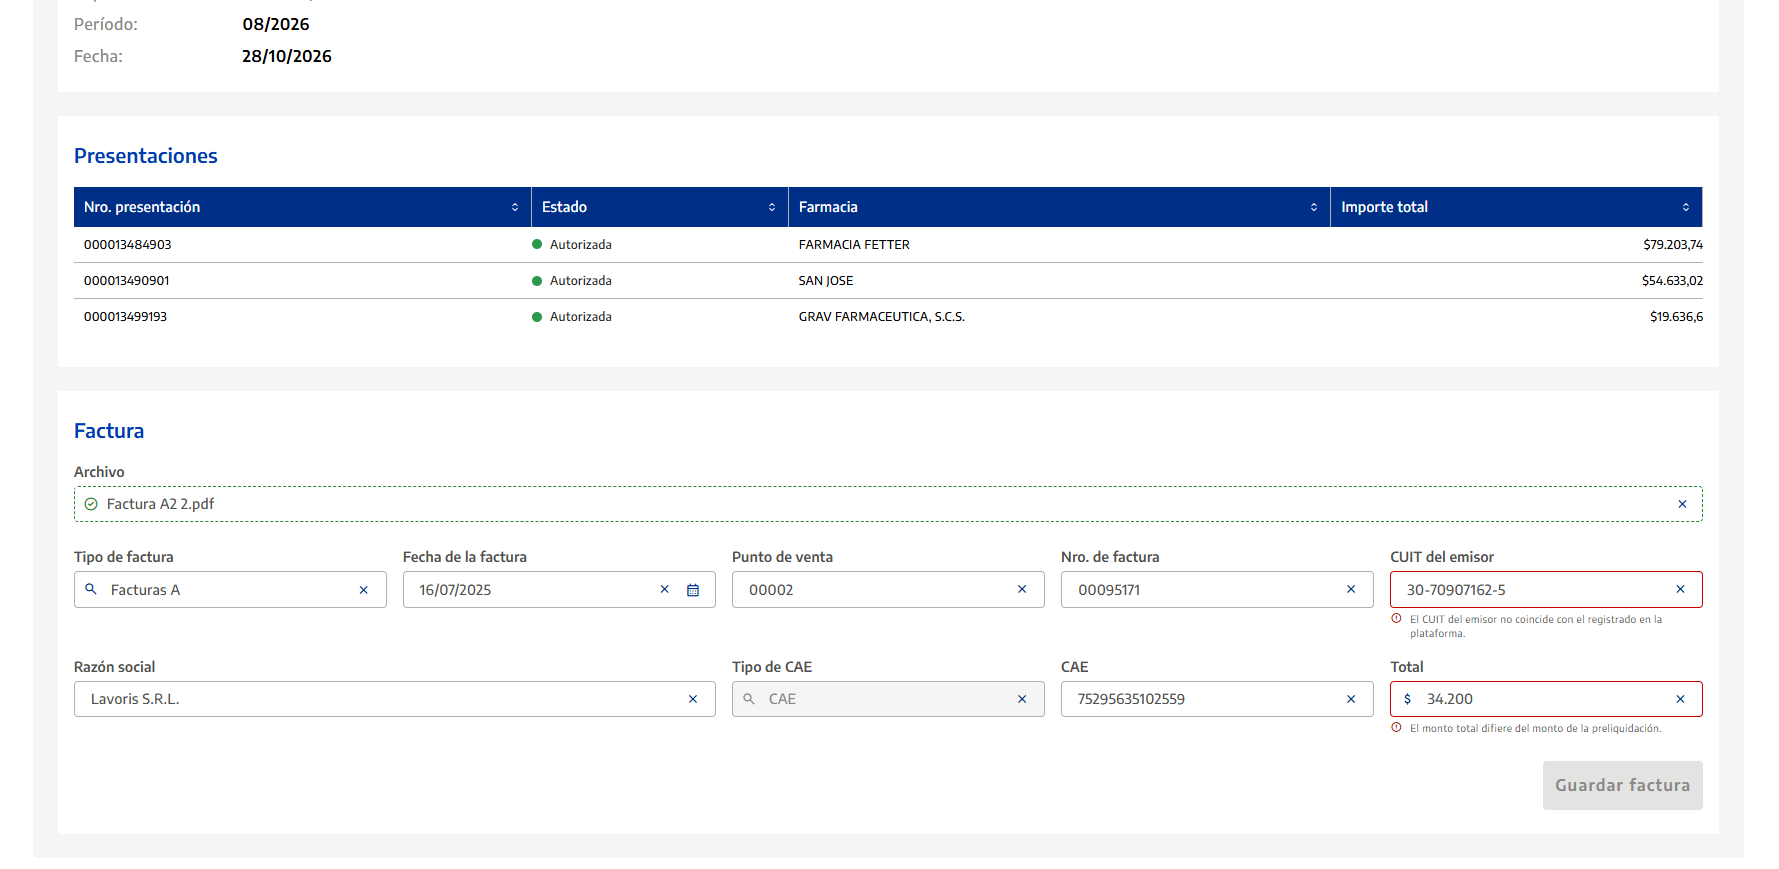 Período: 08/2026
Fecha: 28/10/2026
Presentaciones
Nro. presentación Estado Farmacia Importe total
000013484903 Autorizada FARMACIA FETTER $79.203,74
000013490901 Autorizada SAN JOSE $54.633,02
000013499193 Autorizada GRAV FARMACEUTICA, S.C.S. $19.636,6
Factura
Archivo
Factura A2 2.pdf
Tipo de factura Fecha de la factura Punto de venta Nro. de factura CUIT del emisor
Facturas A 16/07/2025 00002 00095171 30-70907162-5
El CUIT del emisor no coincide con el registrado en la
plataforma.
Razón social Tipo de CAE CAE Total
Lavoris S.R.L. CAE 75295635102559 $ 34.200
El monto total difiere del monto de la preliquidación.
Guardar factura